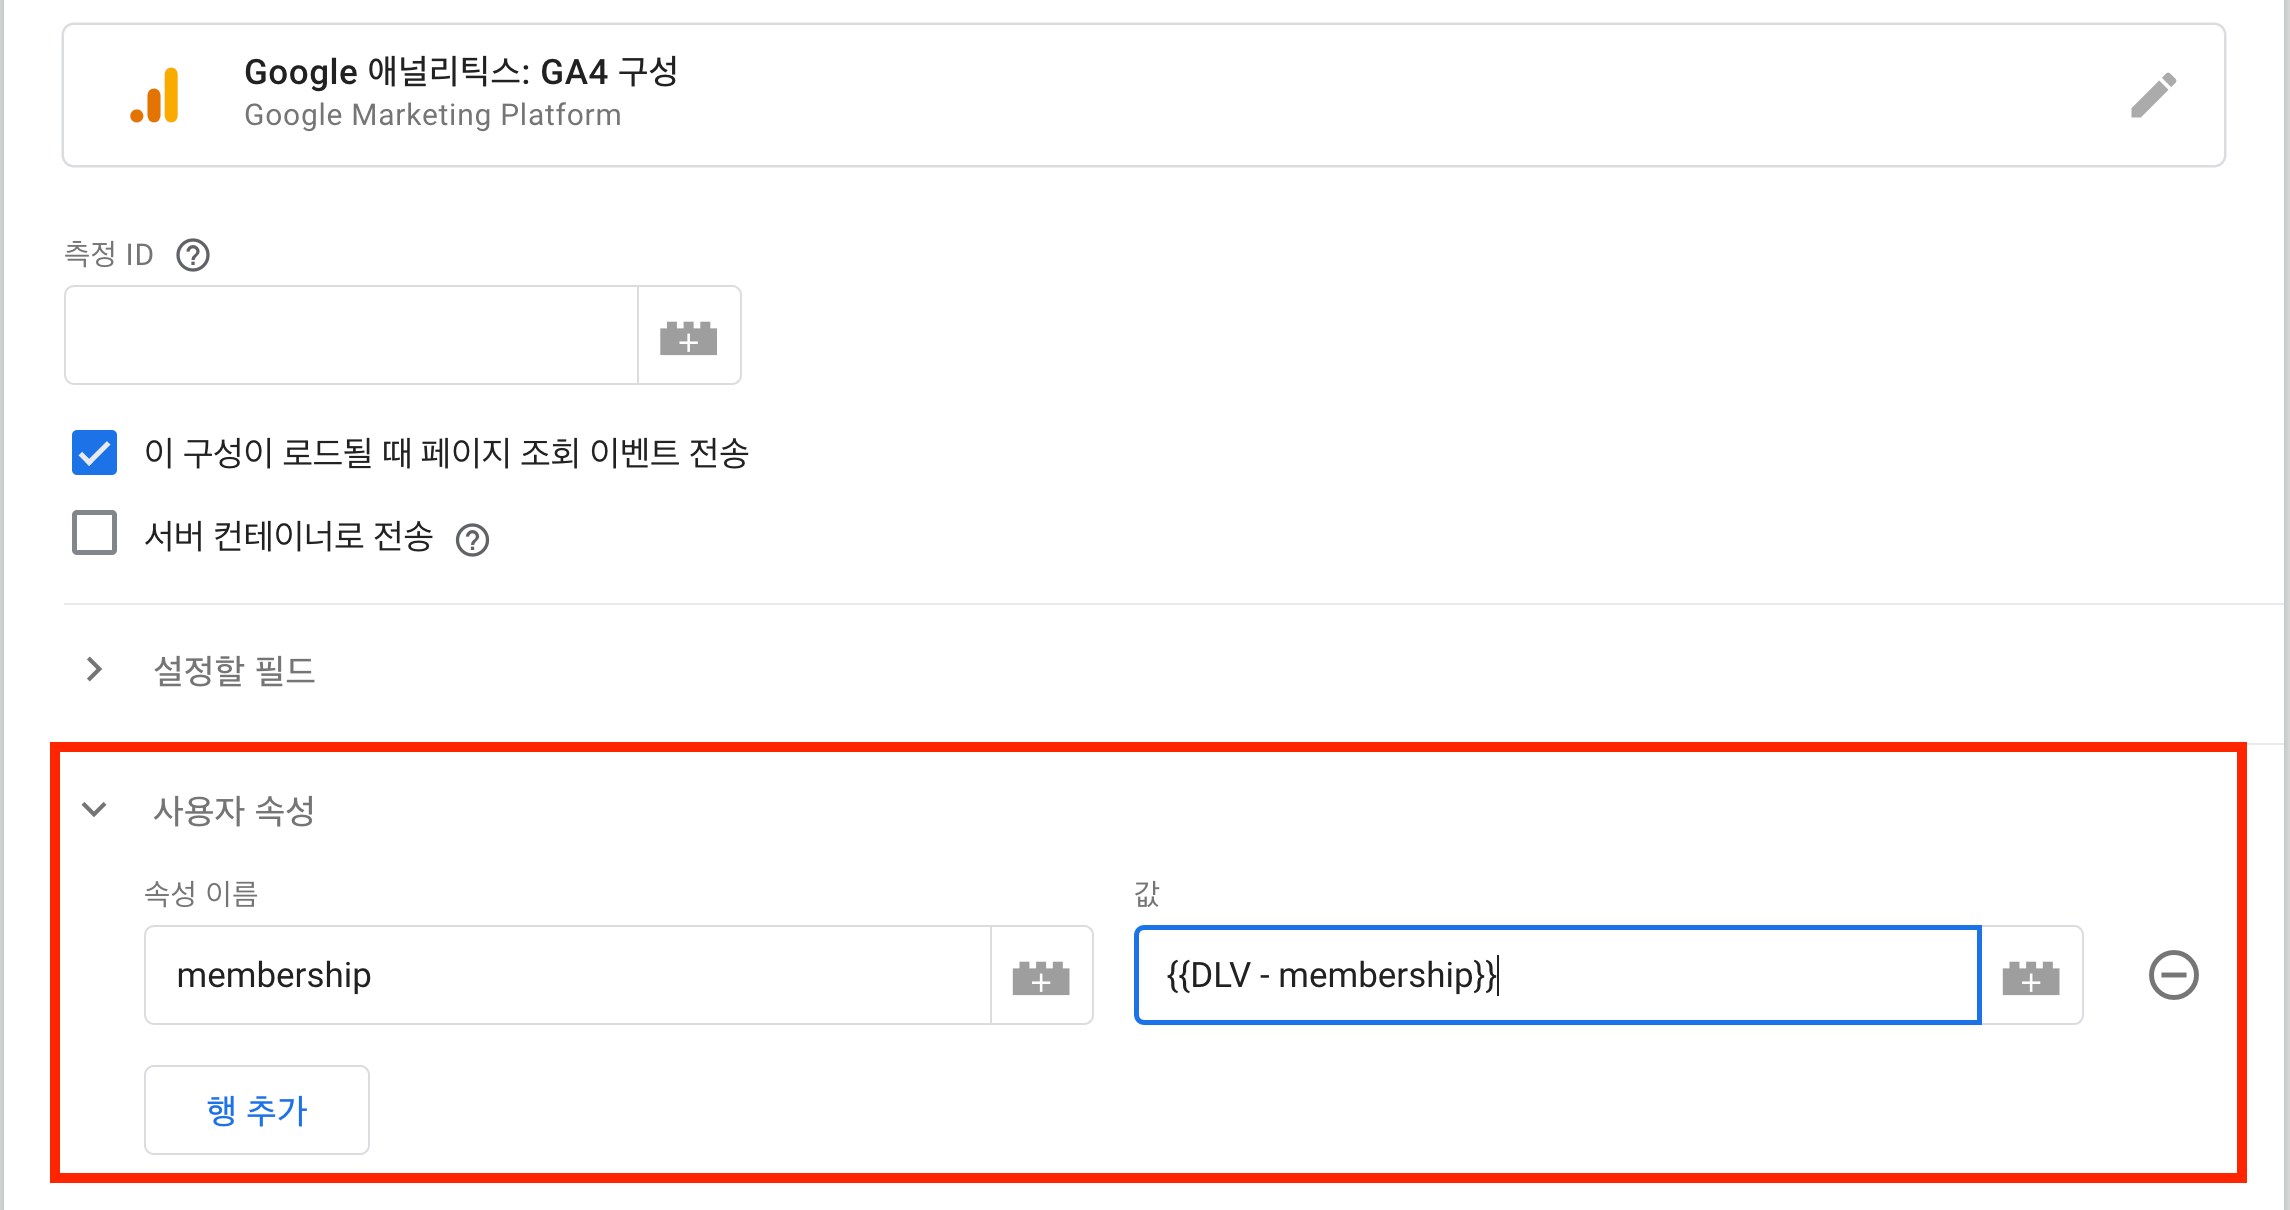 Google 애널리틱스: GA4 구성
Google Marketing Platform
측정 ID
이 구성이 로드될 때 페이지 조회 이벤트 전송
서버 컨테이너로 전송
설정할 필드
사용자 속성
속성 이름
값
membership
{{DLV - membership}}
행 추가